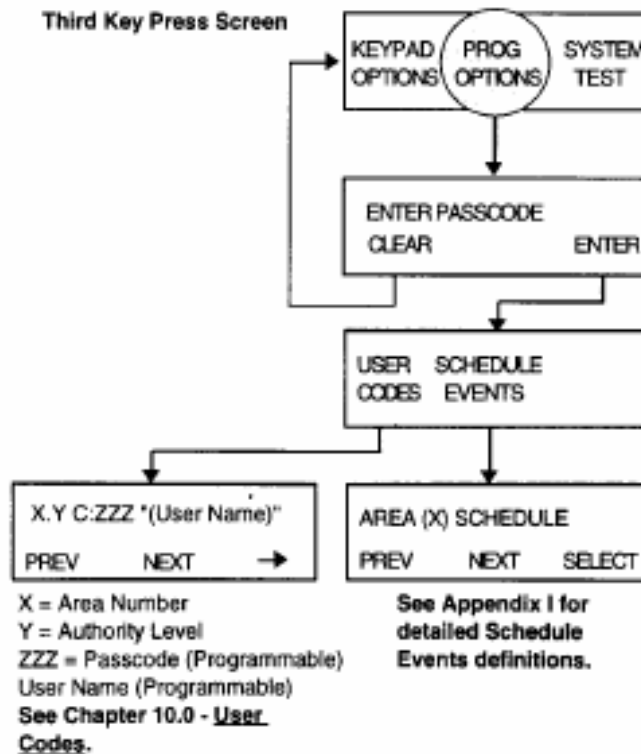 Third Key Press Screen
KEYPAD PROG SYSTEM
OPTIONS OPTIONS TEST
ENTER PASSCODE
CLEAR ENTER
USER SCHEDULE
CODES EVENTS
X.Y C:ZZZ "(User Name)"
PREV NEXT →
AREA (X) SCHEDULE
PREV NEXT SELECT
X = Area Number
Y = Authority Level
ZZZ = Passcode (Programmable)
User Name (Programmable)
See Chapter 10.0 - User
Codes.
See Appendix I for
detailed Schedule
Events definitions.